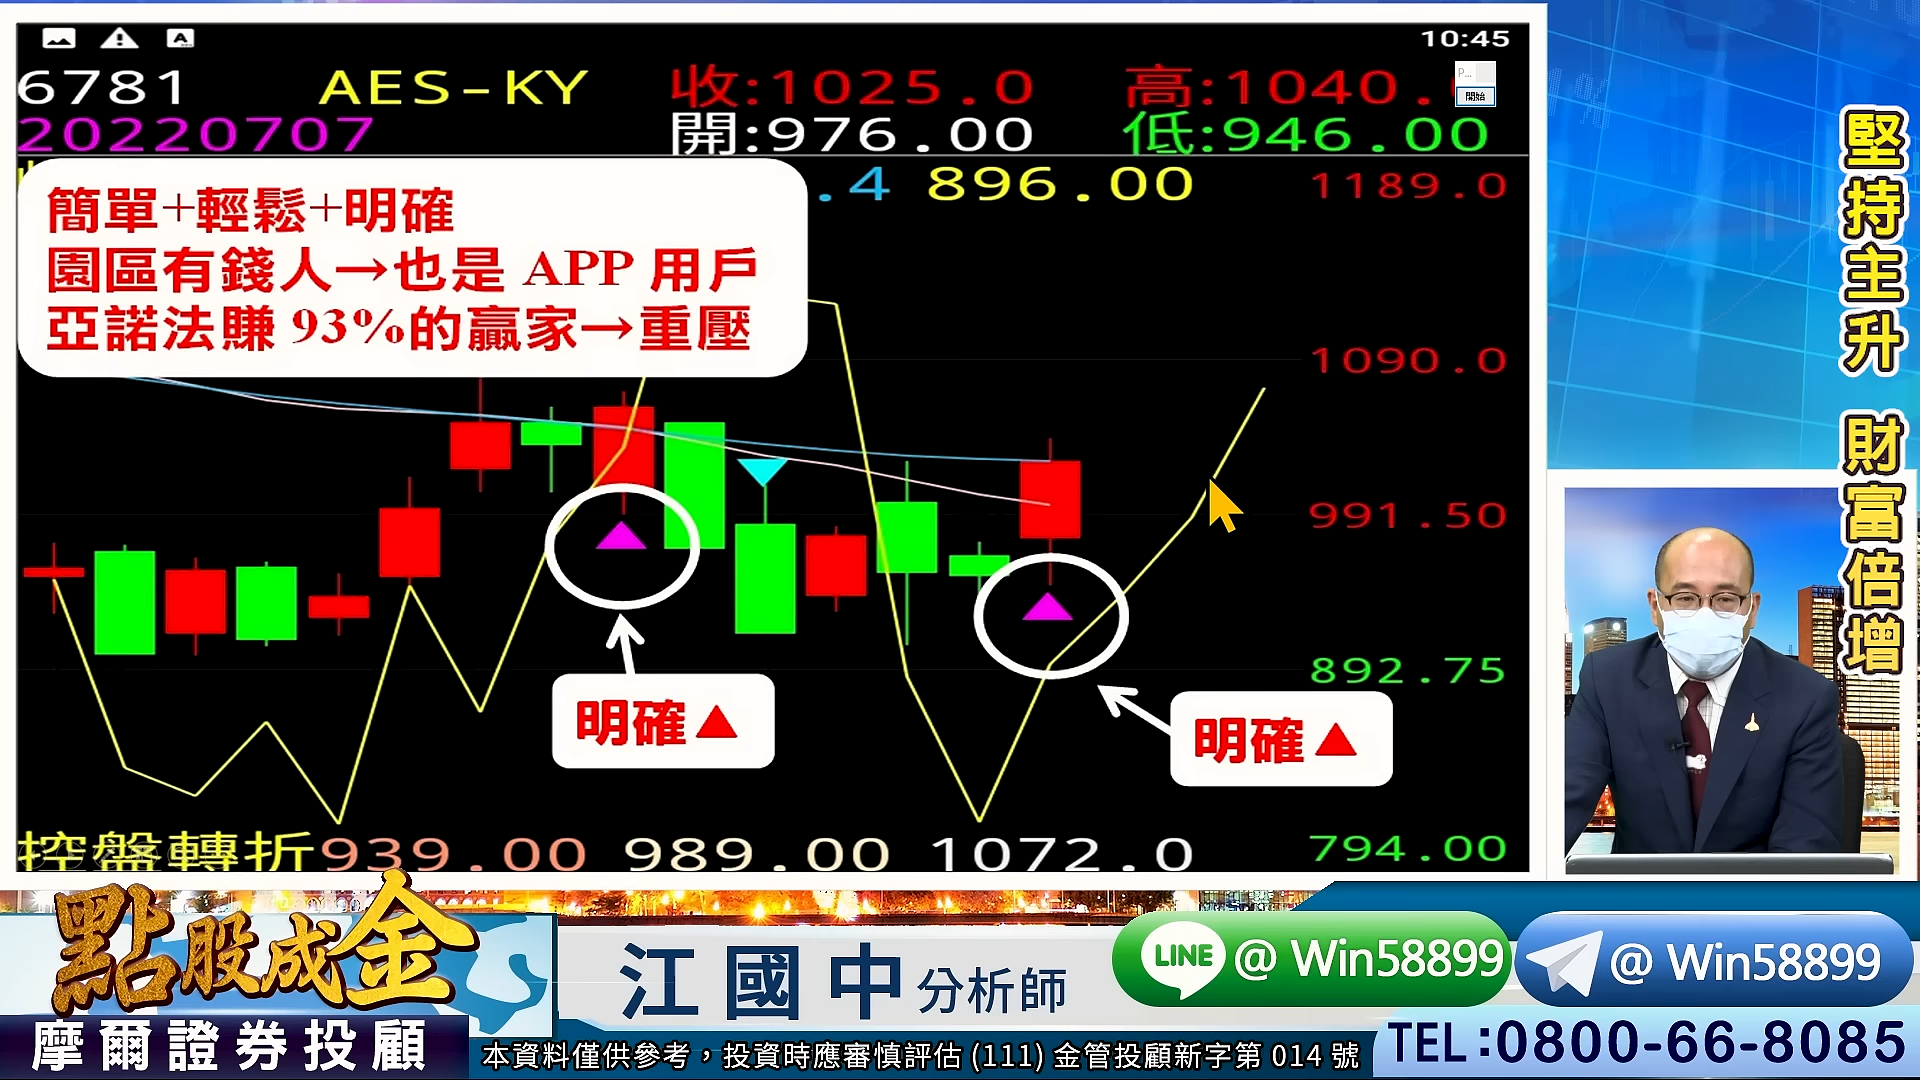 10:45
6781 AES-KY 收:1025.0 高:1040.
20220707 開:976.00 低:946.00
P...
開始
.4 896.00 1189.0
簡單+輕鬆+明確
園區有錢人→也是 APP 用戶
亞諾法賺 93%的贏家→重壓
1090.0
991.50
892.75
794.00
明確▲
明確▲
控盤轉折939.00 989.00 1072.0
堅持主升 財富倍增
點股成金
摩爾證券投顧
江國中 分析師
LINE @ Win58899
@ Win58899
TEL:0800-66-8085
本資料僅供參考，投資時應審慎評估 (111) 金管投顧新字第 014 號